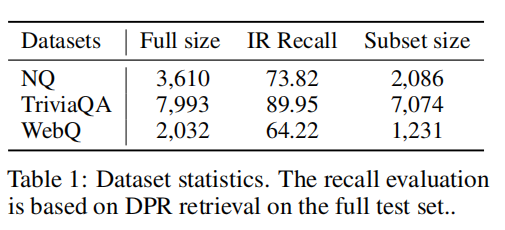 Datasets Full size IR Recall Subset size
NQ 3,610 73.82 2,086
TriviaQA 7,993 89.95 7,074
WebQ 2,032 64.22 1,231
Table 1: Dataset statistics. The recall evaluation
is based on DPR retrieval on the full test set..